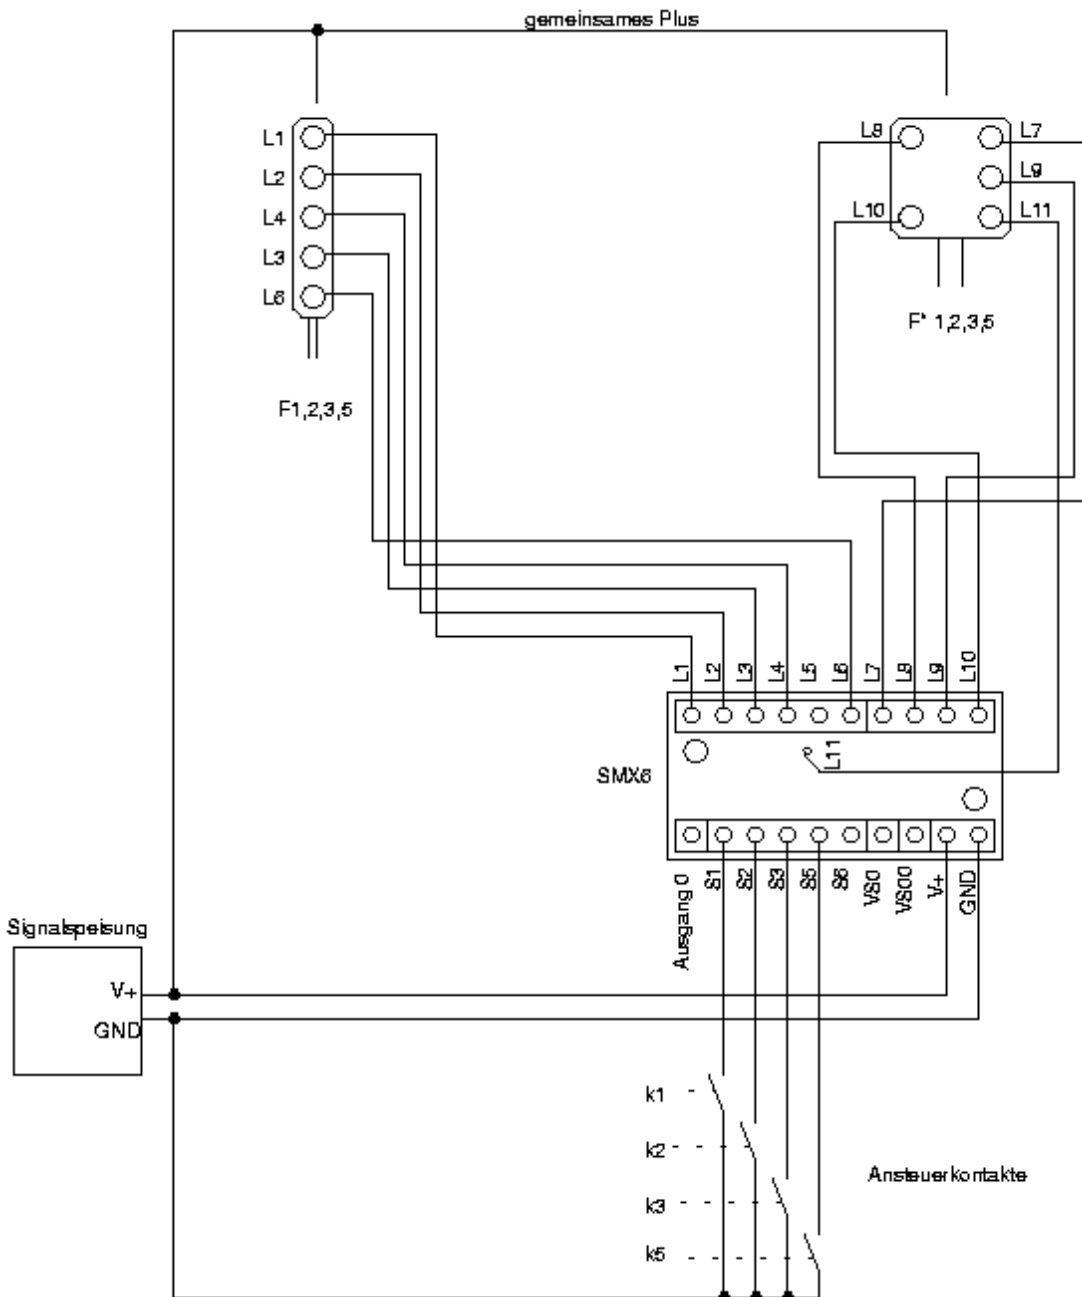 gemeinsames Plus
L1
L2
L4
L3
L6
F1,2,3,5
L8
L7
L9
L10
L11
F* 1,2,3,5
L1
L2
L3
L4
L5
L6
L7
L8
L9
L10
L11
SMX6
Ausgang 0
S1
S2
S3
S5
S6
VS0
VS00
V+
GND
Signalspeisung
V+
GND
k1
k2
k3
k5
Ansteuerkontakte